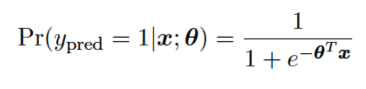 Pr(y_pred = 1|x; θ) = 1 / (1 + e^{-θ^T x})